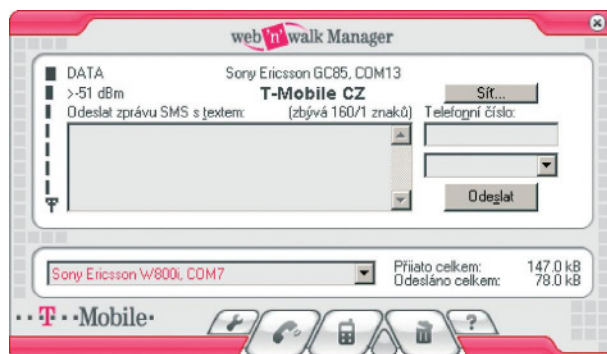 web'n'walk Manager
DATA Sony Ericsson GC85, COM13
>-51 dBm T-Mobile CZ Síť...
Odeslat zprávu SMS s textem: (zbývá 160/1 znaků) Telefonní číslo:
Odeslat
Sony Ericsson W800i, COM7 Přijato celkem: 147.0 kB
Odesláno celkem: 78.0 kB
··T··Mobile· ?